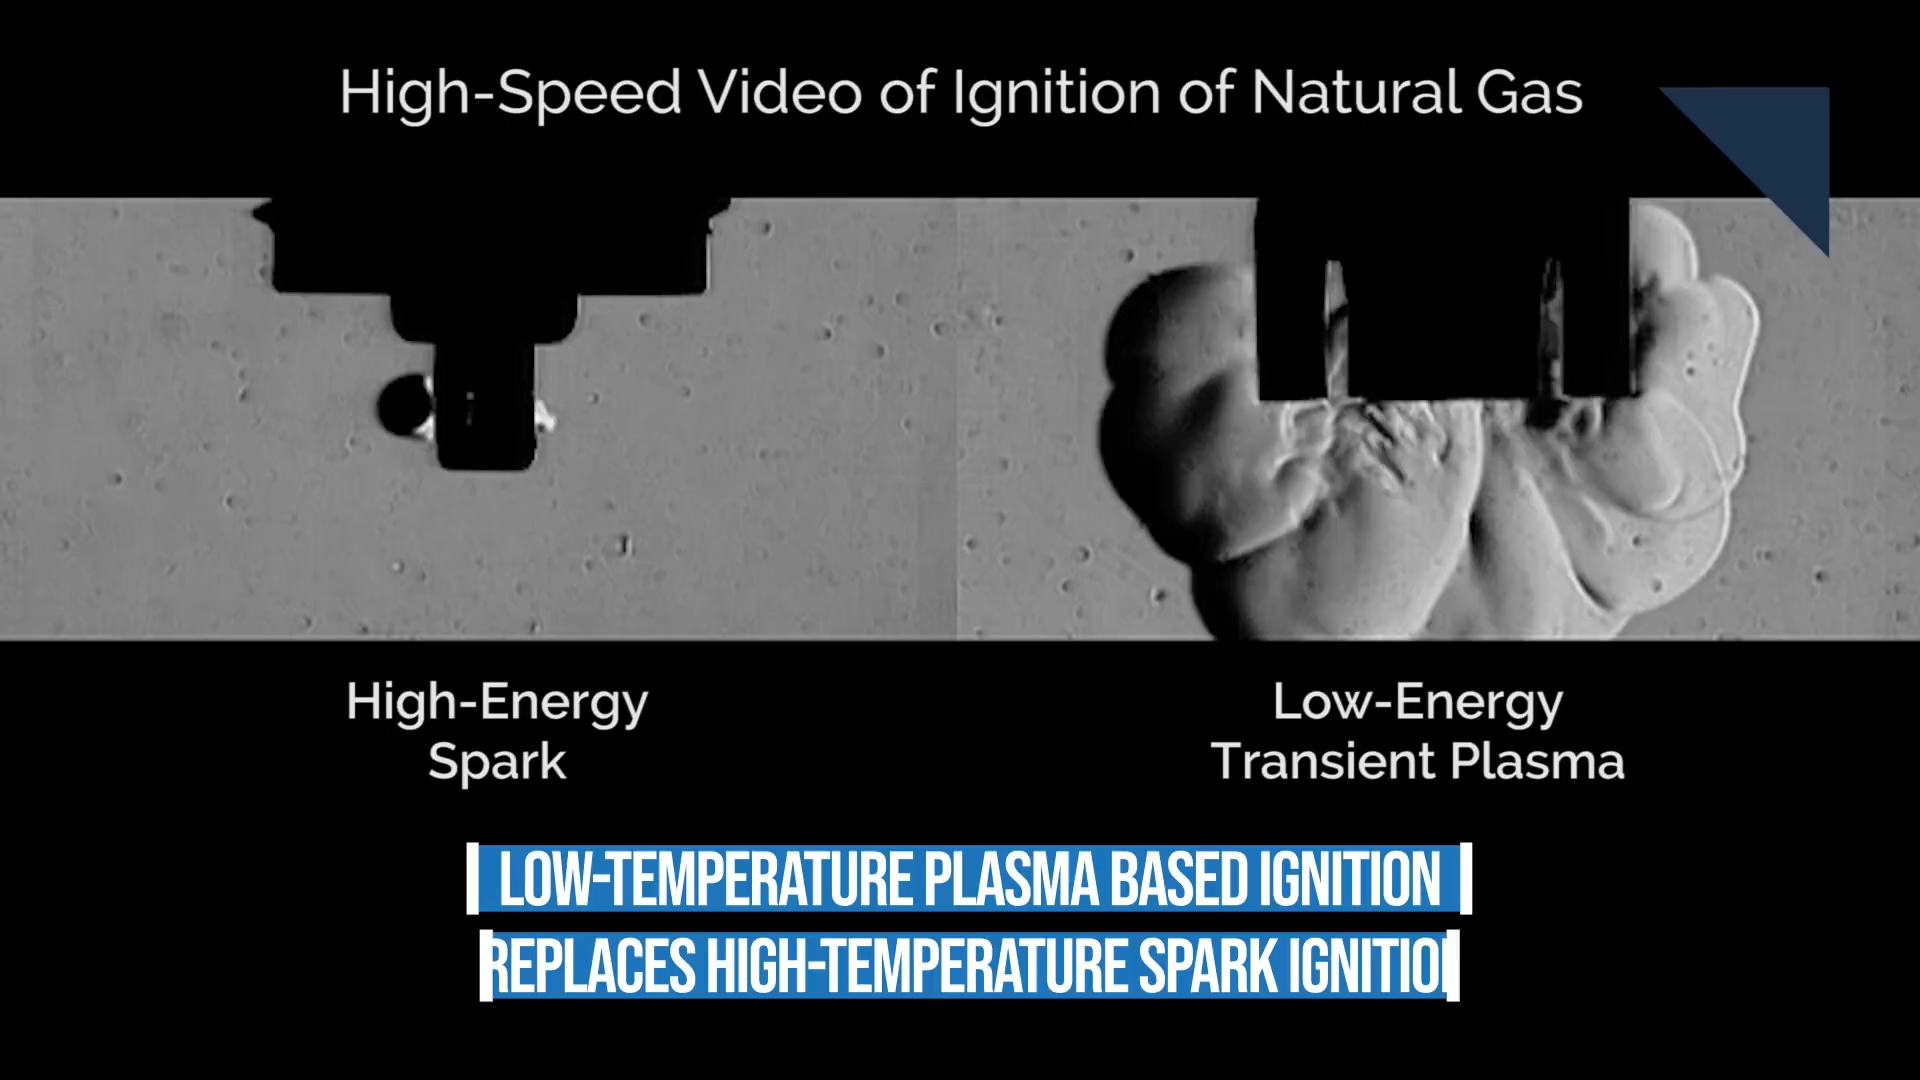 High-Speed Video of Ignition of Natural Gas
High-Energy
Spark
Low-Energy
Transient Plasma
LOW-TEMPERATURE PLASMA BASED IGNITION
REPLACES HIGH-TEMPERATURE SPARK IGNITION